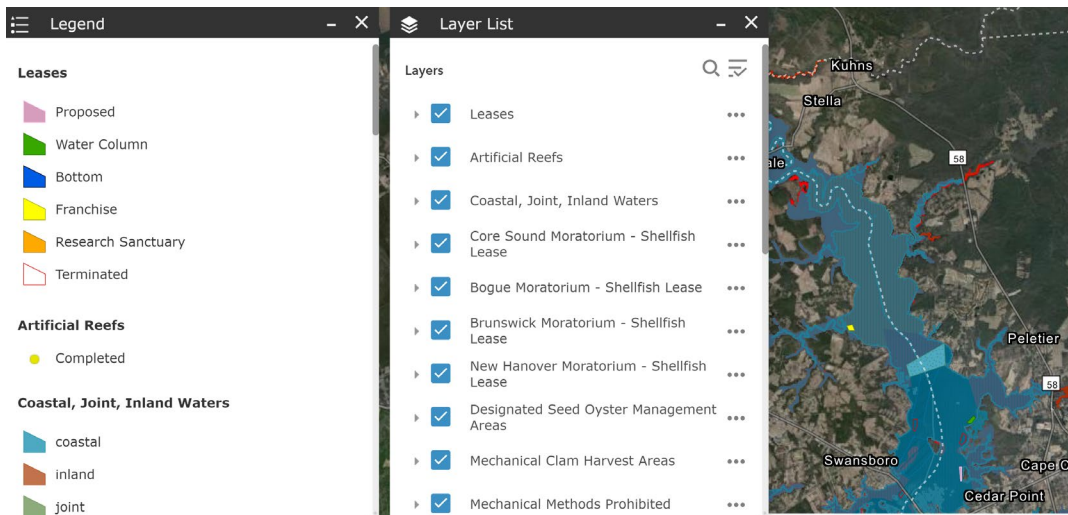 Legend
Leases
Proposed
Water Column
Bottom
Franchise
Research Sanctuary
Terminated
Artificial Reefs
Completed
Coastal, Joint, Inland Waters
coastal
inland
joint
Layer List
Layers
Leases
Artificial Reefs
Coastal, Joint, Inland Waters
Core Sound Moratorium - Shellfish
Lease
Bogue Moratorium - Shellfish Lease
Brunswick Moratorium - Shellfish
Lease
New Hanover Moratorium - Shellfish
Lease
Designated Seed Oyster Management
Areas
Mechanical Clam Harvest Areas
Mechanical Methods Prohibited
Kuhns
Stella
58
ale
Peletier
58
Swansboro
Cape C
Cedar Point